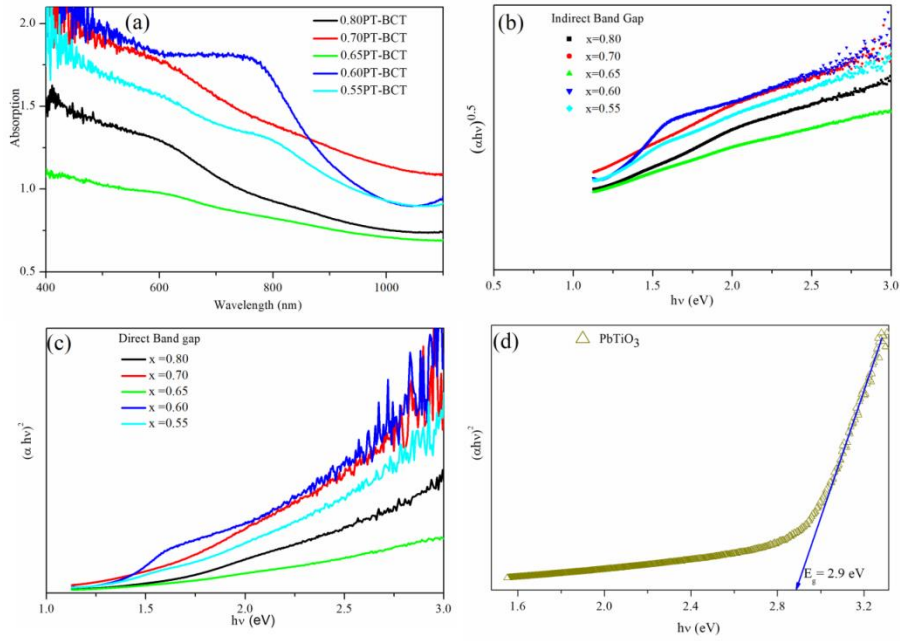 (a)
0.80PT-BCT
0.70PT-BCT
0.65PT-BCT
0.60PT-BCT
0.55PT-BCT
2.0
1.5
1.0
0.5
Absorption
400 600 800 1000
Wavelength (nm)
(b)
Indirect Band Gap
x=0.80
x=0.70
x=0.65
x=0.60
x=0.55
(αhν)^0.5
0.5 1.0 1.5 2.0 2.5 3.0
hν (eV)
(c)
Direct Band gap
x =0.80
x =0.70
x =0.65
x =0.60
x =0.55
(α hν)²
1.0 1.5 2.0 2.5 3.0
hν (eV)
(d)
PbTiO₃
(αhν)²
E_g = 2.9 eV
1.6 2.0 2.4 2.8 3.2
hν (eV)